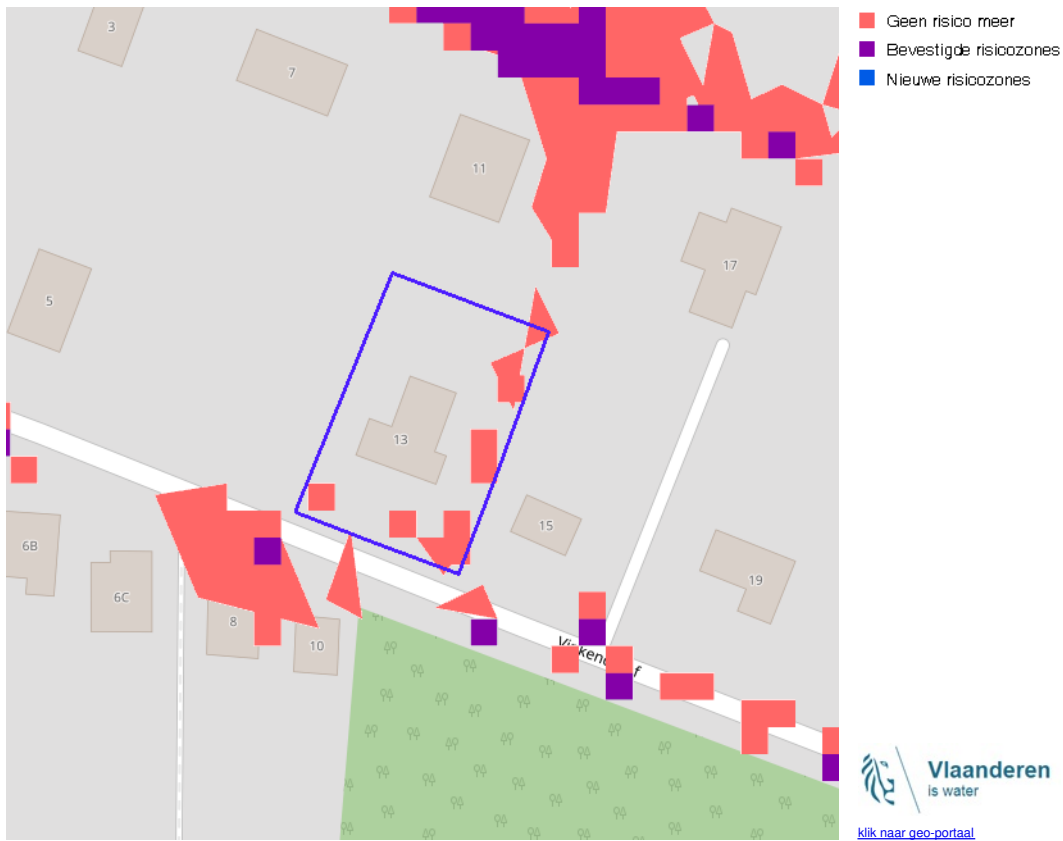 3
7
11
17
5
13
15
19
6B
6C
8
10
Geen risico meer
Bevestigde risicozones
Nieuwe risicozones
Vlaanderen
is water
klik naar geo-portaal